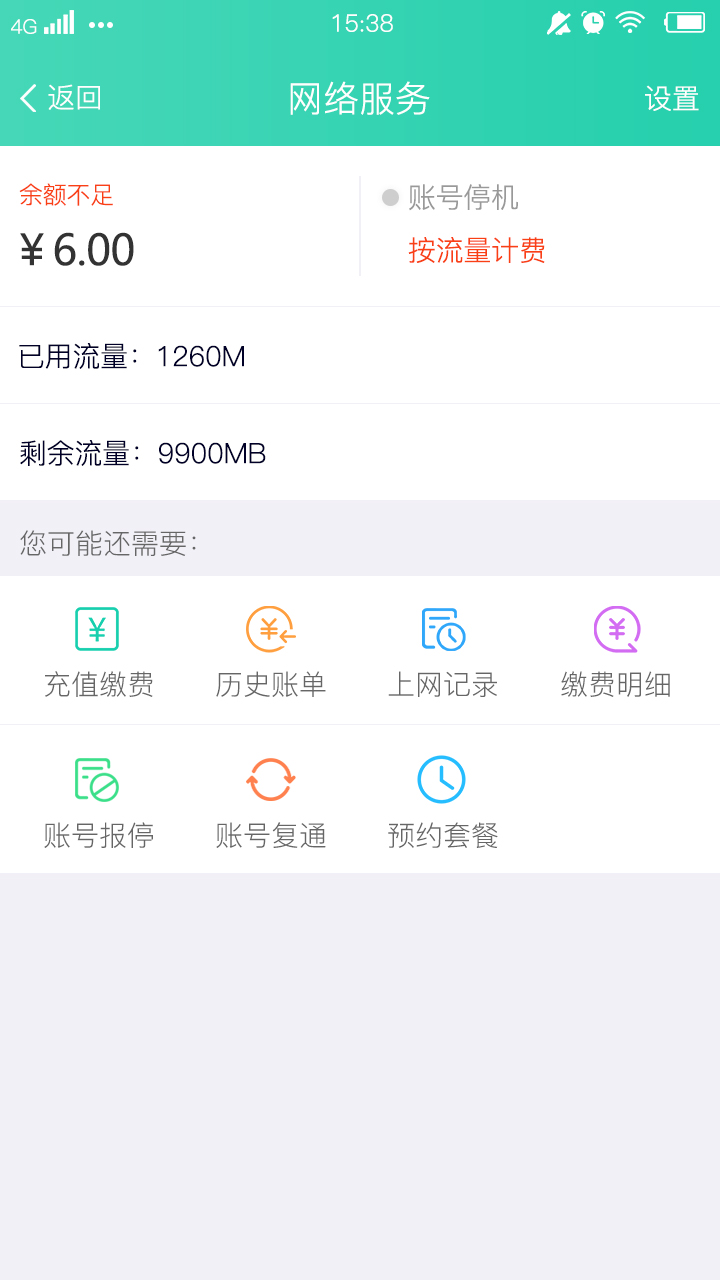 4G 15:38
返回 网络服务 设置
余额不足
¥6.00
账号停机
按流量计费
已用流量：1260M
剩余流量：9900MB
您可能还需要：
充值缴费 历史账单 上网记录 缴费明细
账号报停 账号复通 预约套餐